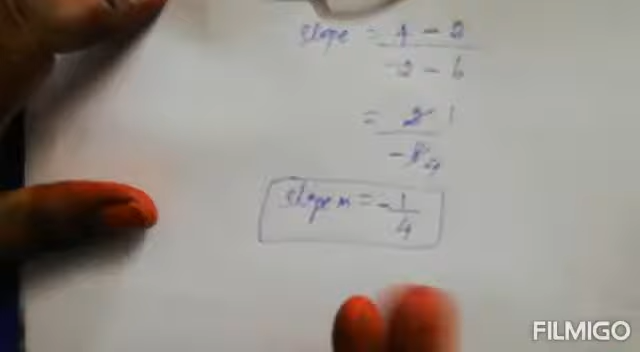 slope = 4 - 2
-2 - 6
= 2 1
-8 4
slope m = -1
4
FILMIGO